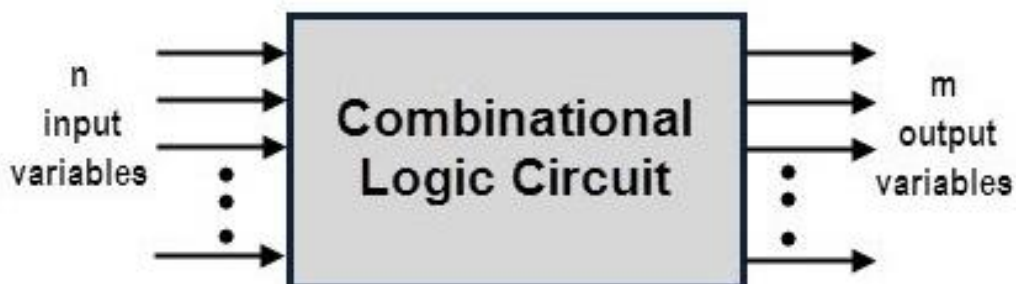 n
input
variables
Combinational
Logic Circuit
m
output
variables